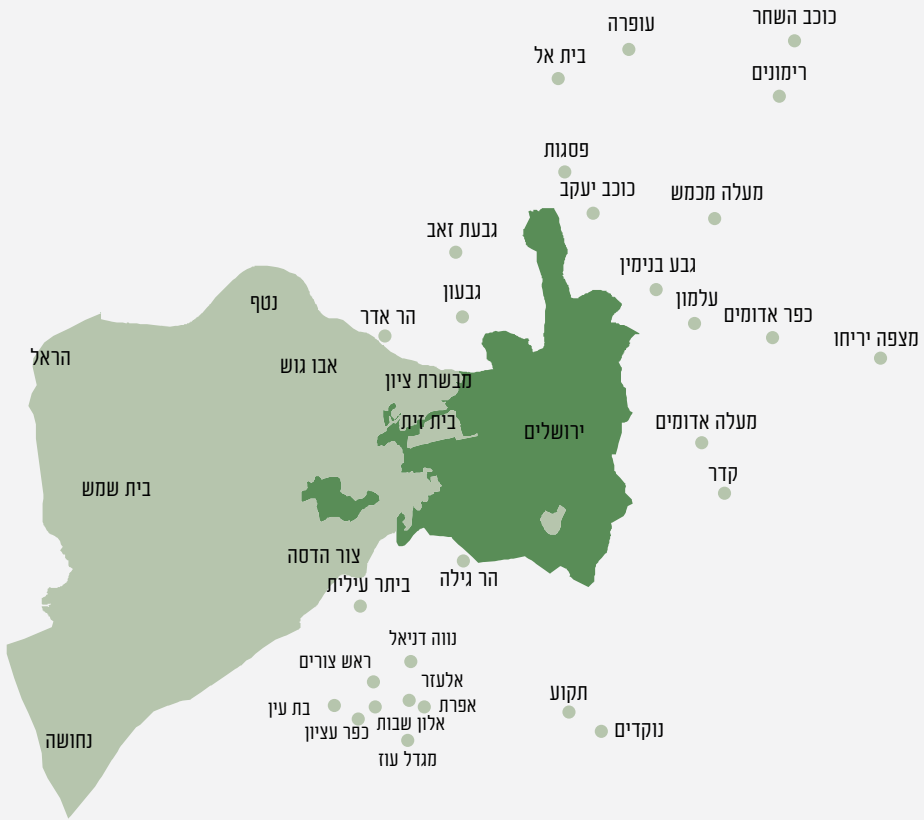 כוכב השחר
עופרה
בית אל
רימונים
פסגות
כוכב יעקב
מעלה מכמש
גבעת זאב
גבע בנימין
גבעון
עלמון
נטף
הר אדר
כפר אדומים
מצפה יריחו
הראל
אבו גוש
מבשרת ציון
בית זית
ירושלים
מעלה אדומים
קדר
בית שמש
צור הדסה
הר גילה
ביתר עילית
נווה דניאל
ראש צורים
אלעזר
תקוע
בת עין
אפרת
אלון שבות
כפר עציון
נוקדים
נחושה
מגדל עוז